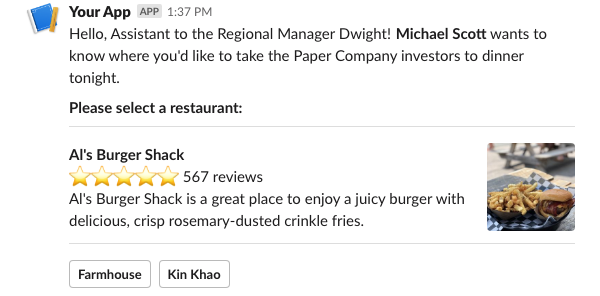 Your App APP 1:37 PM
Hello, Assistant to the Regional Manager Dwight! Michael Scott wants to
know where you'd like to take the Paper Company investors to dinner
tonight.
Please select a restaurant:
Al's Burger Shack
567 reviews
Al's Burger Shack is a great place to enjoy a juicy burger with
delicious, crisp rosemary-dusted crinkle fries.
Farmhouse Kin Khao